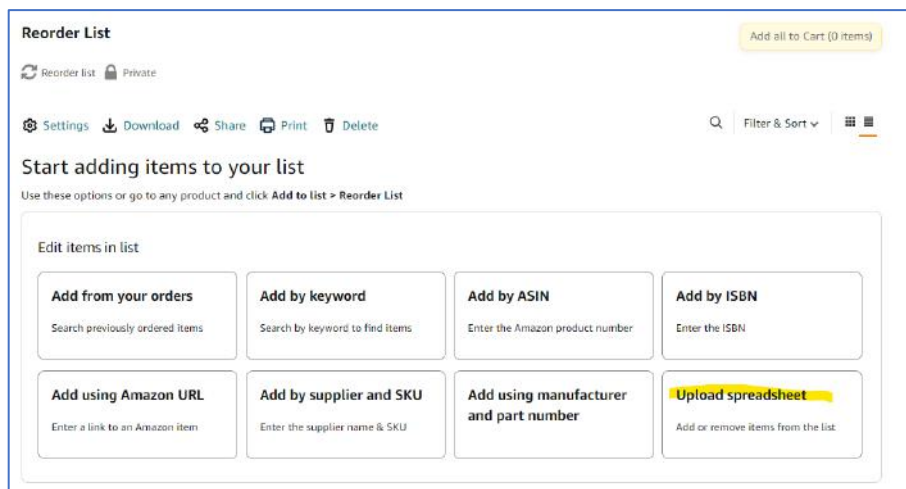 Reorder List
Add all to Cart (0 items)
Reorder list Private
Settings Download Share Print Delete
Filter & Sort
Start adding items to your list
Use these options or go to any product and click Add to list > Reorder List
Edit items in list
Add from your orders
Search previously ordered items
Add by keyword
Search by keyword to find items
Add by ASIN
Enter the Amazon product number
Add by ISBN
Enter the ISBN
Add using Amazon URL
Enter a link to an Amazon item
Add by supplier and SKU
Enter the supplier name & SKU
Add using manufacturer
and part number
Upload spreadsheet
Add or remove items from the list